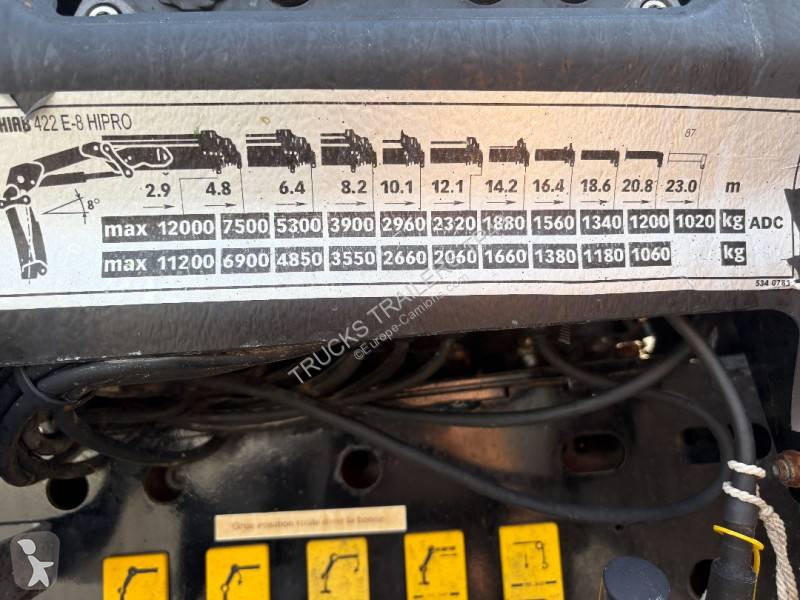 HIAB 422 E-8 HIPRO
87
8°
2.9 4.8 6.4 8.2 10.1 12.1 14.2 16.4 18.6 20.8 23.0 m
max 12000 7500 5300 3900 2960 2320 1880 1560 1340 1200 1020 kg ADC
max 11200 6900 4850 3550 2660 2060 1660 1380 1180 1060 kg
534 0783
TRUCKS TRAILERSTBV
©Europe-Camions.com